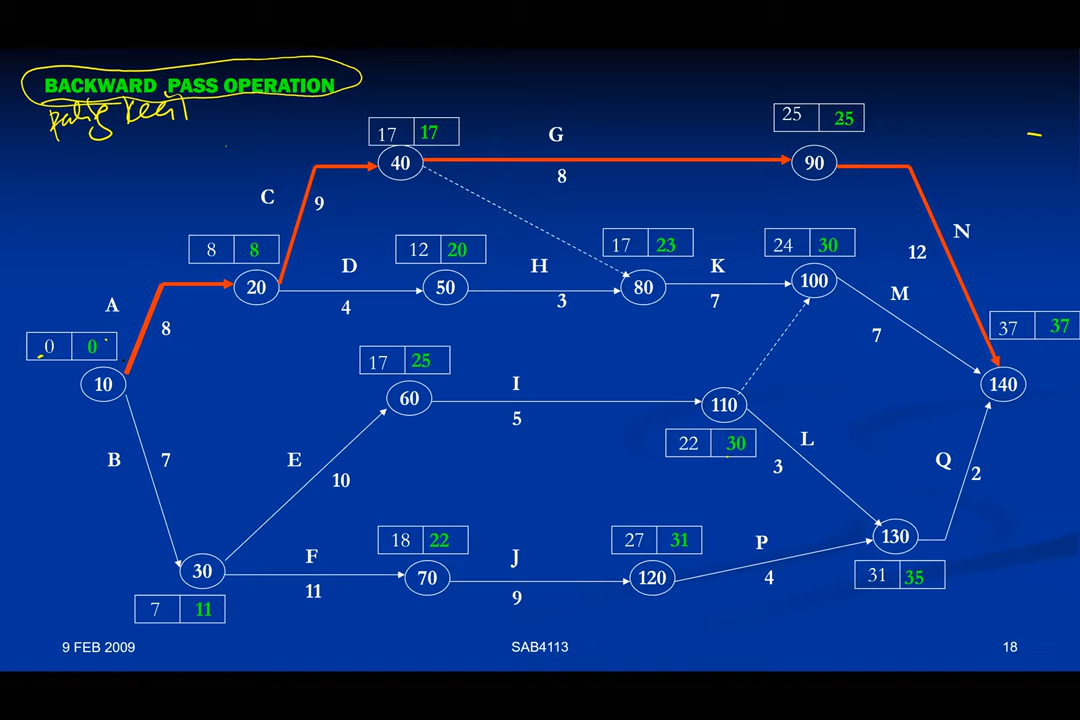 BACKWARD PASS OPERATION
paling kecil
17 17
G
25 25
40
90
8
C
9
N
12
8 8
12 20
17 23
24 30
D
H
K
20
50
80
100
4
3
7
M
7
A
8
37 37
0 0
17 25
10
60
I
110
140
5
22 30
L
3
B
7
E
10
Q
2
18 22
27 31
P
130
30
F
70
J
120
4
11
9
31 35
7 11
9 FEB 2009
SAB4113
18